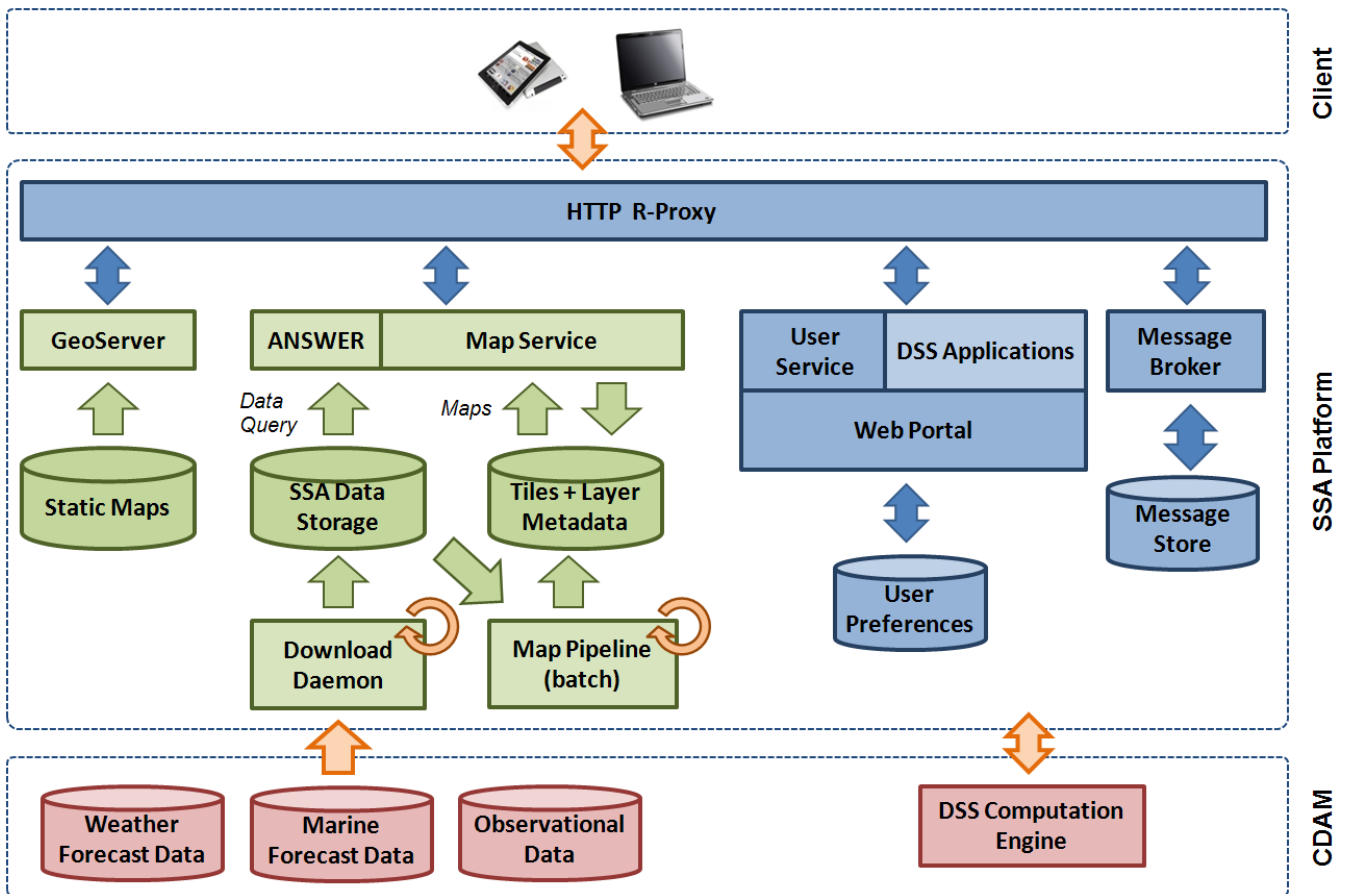 Client
HTTP R-Proxy
GeoServer
ANSWER
Map Service
User
Service
DSS Applications
Message
Broker
Data
Query
Maps
Web Portal
Static Maps
SSA Data
Storage
Tiles + Layer
Metadata
Message
Store
SSA Platform
User
Preferences
Download
Daemon
Map Pipeline
(batch)
Weather
Forecast Data
Marine
Forecast Data
Observational
Data
DSS Computation
Engine
CDAM